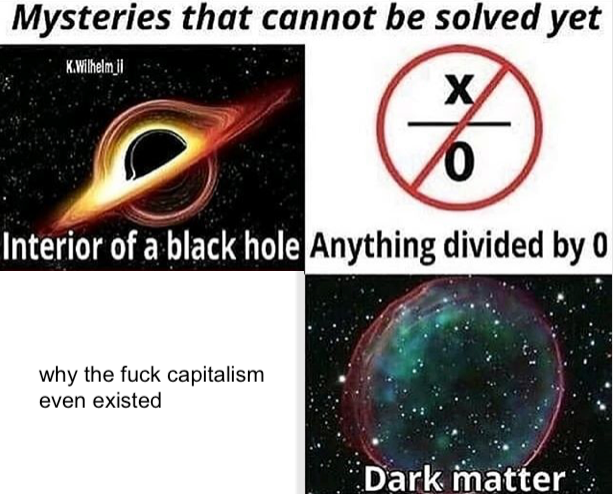 Mysteries that cannot be solved yet
K.Wilhelm_ii
x
0
Interior of a black hole
Anything divided by 0
why the fuck capitalism
even existed
Dark matter